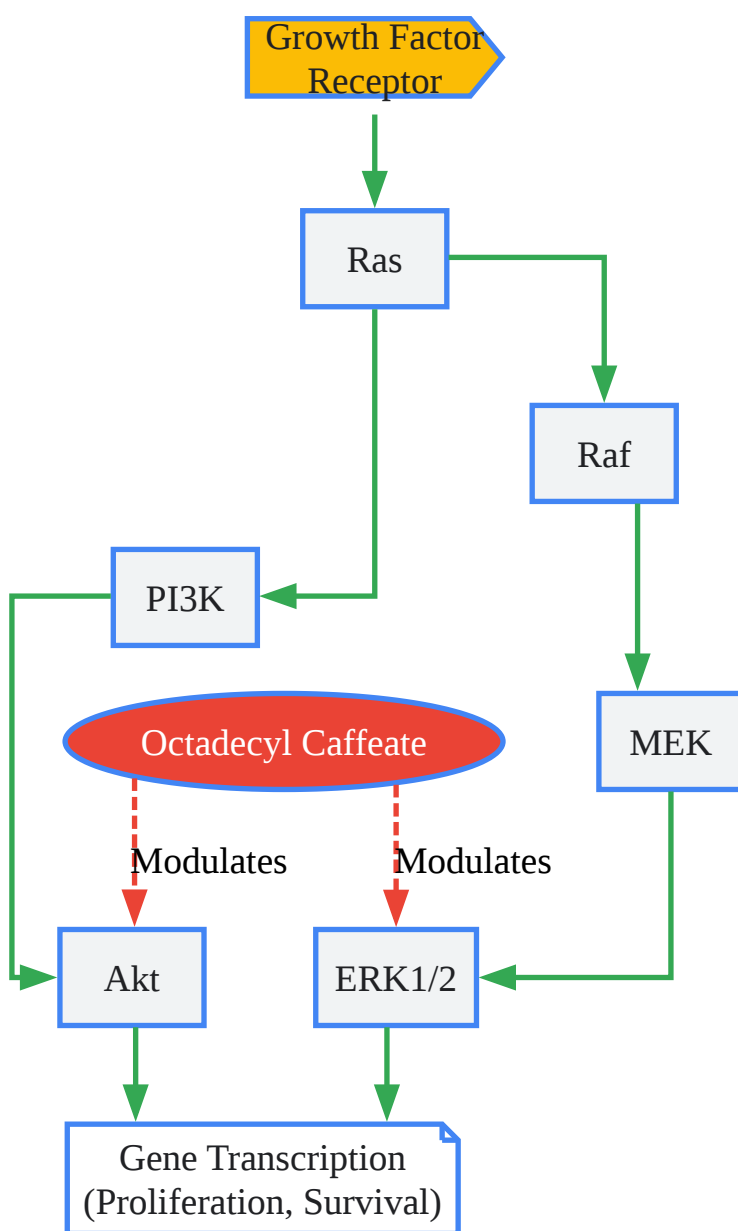 Growth Factor
Receptor
Ras
Raf
PI3K
Octadecyl Caffeate
MEK
Modulates
Modulates
Akt
ERK1/2
Gene Transcription
(Proliferation, Survival)